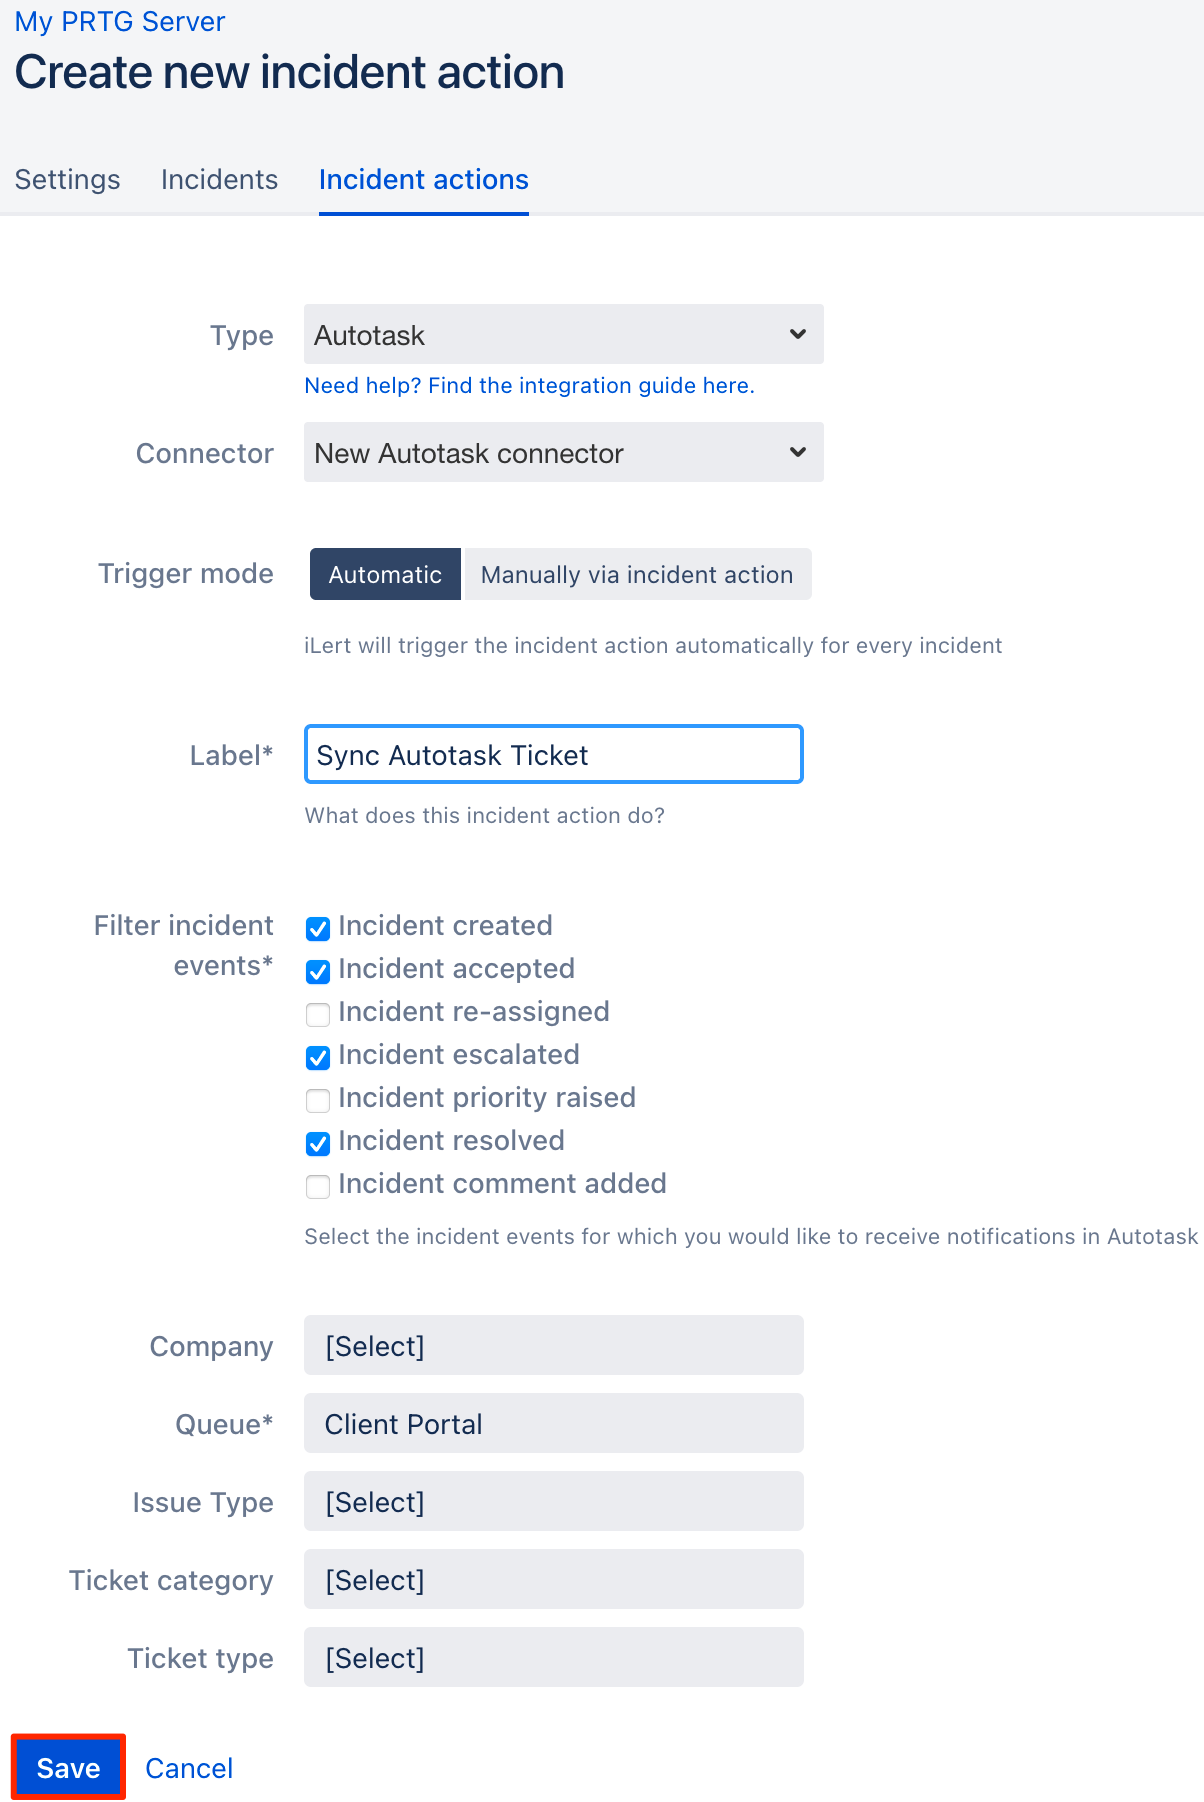 My PRTG Server
Create new incident action
Settings Incidents Incident actions
Type Autotask
Need help? Find the integration guide here.
Connector New Autotask connector
Trigger mode Automatic Manually via incident action
iLert will trigger the incident action automatically for every incident
Label* Sync Autotask Ticket
What does this incident action do?
Filter incident events*
Incident created
Incident accepted
Incident re-assigned
Incident escalated
Incident priority raised
Incident resolved
Incident comment added
Select the incident events for which you would like to receive notifications in Autotask
Company [Select]
Queue* Client Portal
Issue Type [Select]
Ticket category [Select]
Ticket type [Select]
Save Cancel